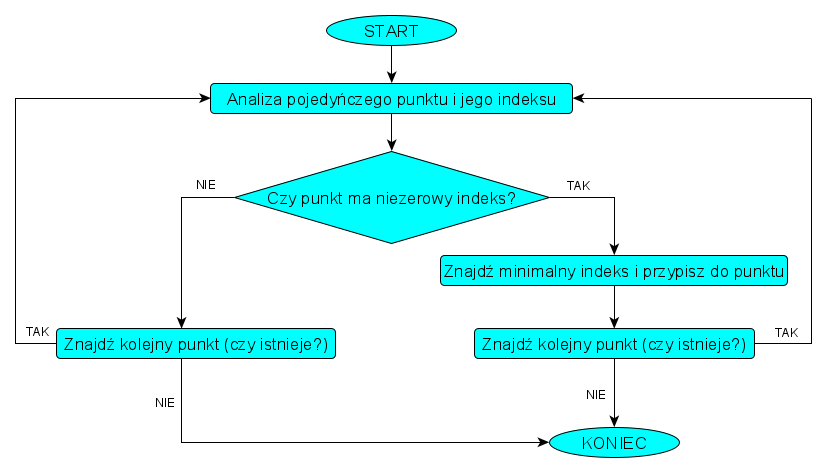 START
Analiza pojedyńczego punktu i jego indeksu
NIE
TAK
Czy punkt ma niezerowy indeks?
Znajdź minimalny indeks i przypisz do punktu
TAK
Znajdź kolejny punkt (czy istnieje?)
Znajdź kolejny punkt (czy istnieje?)
TAK
NIE
NIE
KONIEC